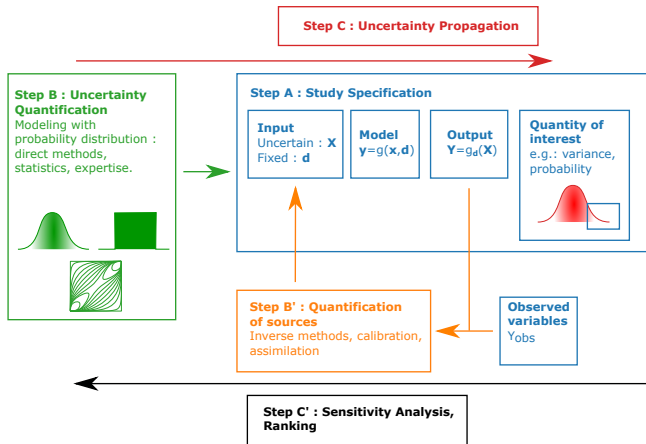 Step C : Uncertainty Propagation
Step B : Uncertainty
Quantification
Modeling with
probability distribution :
direct methods,
statistics, expertise.
Step A : Study Specification
Input
Uncertain : X
Fixed : d
Model
y=g(x,d)
Output
Y=gd(X)
Quantity of
interest
e.g.: variance,
probability
Step B' : Quantification
of sources
Inverse methods, calibration,
assimilation
Observed
variables
Yobs
Step C' : Sensitivity Analysis,
Ranking